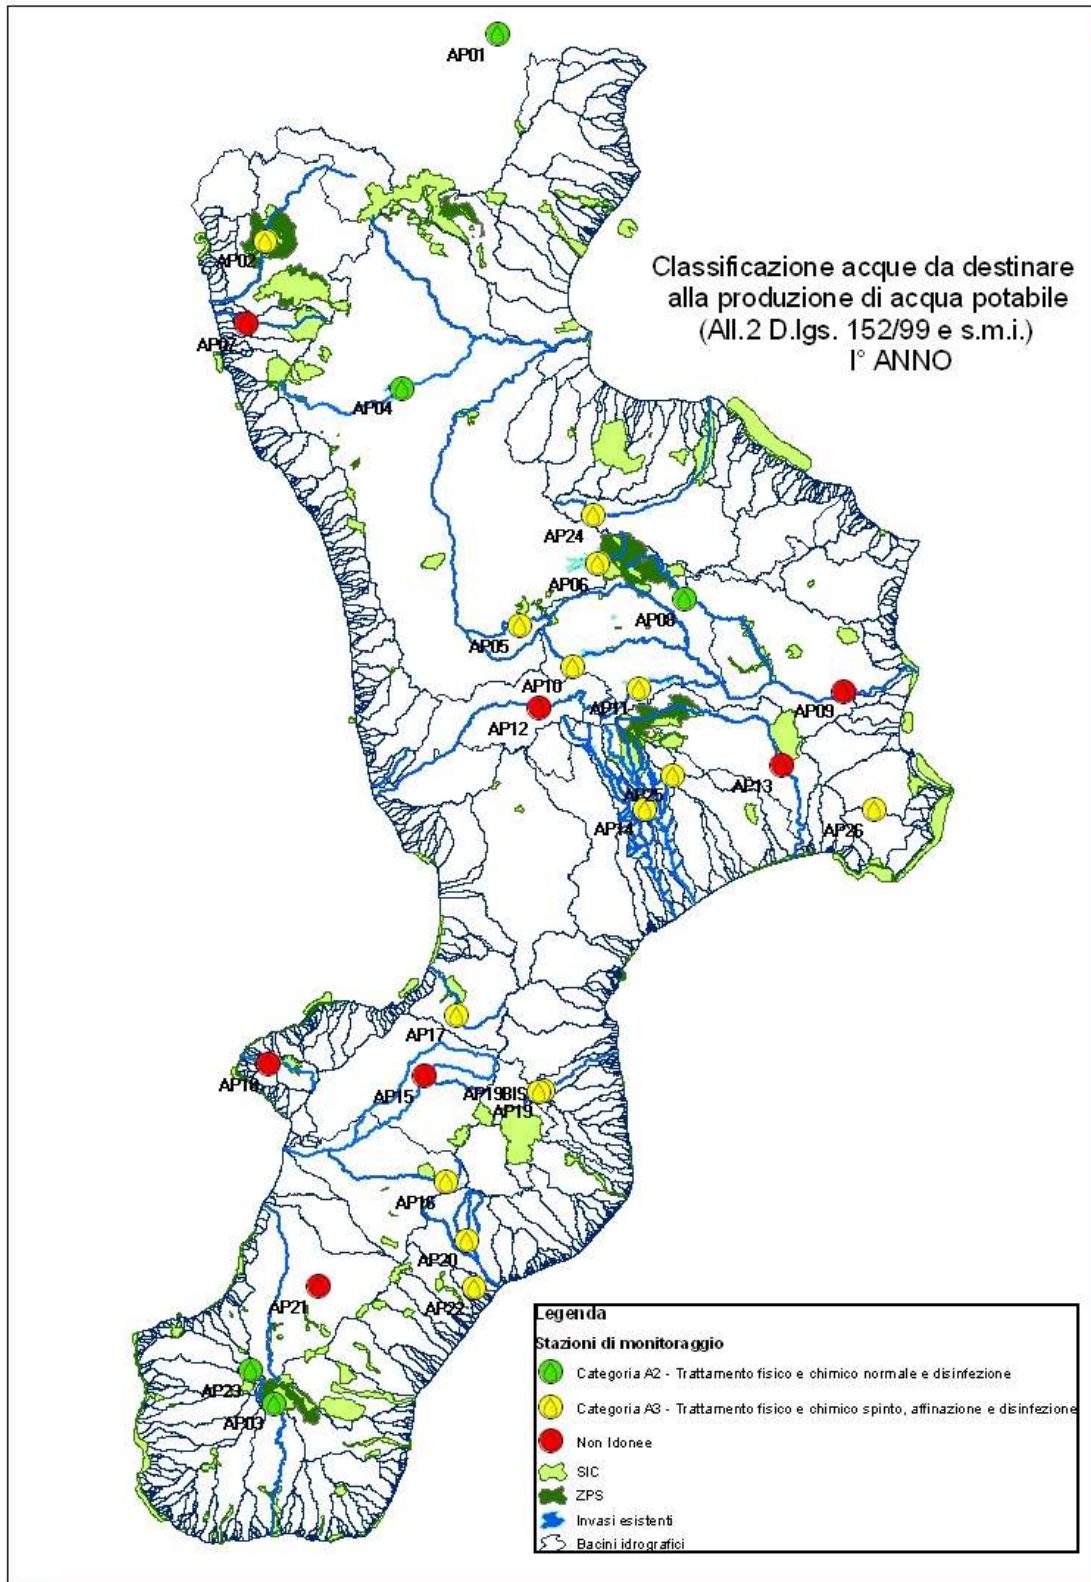 AP01
Classificazione acque da destinare
alla produzione di acqua potabile
(All.2 D.lgs. 152/99 e s.m.i.)
I° ANNO
AP02
AP07
AP04
AP24
AP06
AP08
AP05
AP10
AP11
AP09
AP12
AP13
AP25
AP14
AP26
AP17
AP18
AP15
AP19BIS
AP19
AP16
AP20
AP22
AP21
AP23
AP03
Legenda
Stazioni di monitoraggio
Categoria A2 - Trattamento fisico e chimico normale e disinfezione
Categoria A3 - Trattamento fisico e chimico spinto, affinazione e disinfezione
Non Idonee
SIC
ZPS
Invasi esistenti
Bacini idrografici